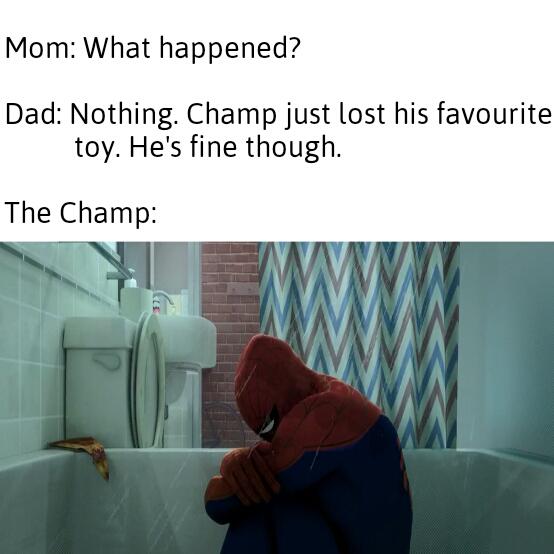 Mom: What happened?
Dad: Nothing. Champ just lost his favourite
toy. He's fine though.
The Champ: